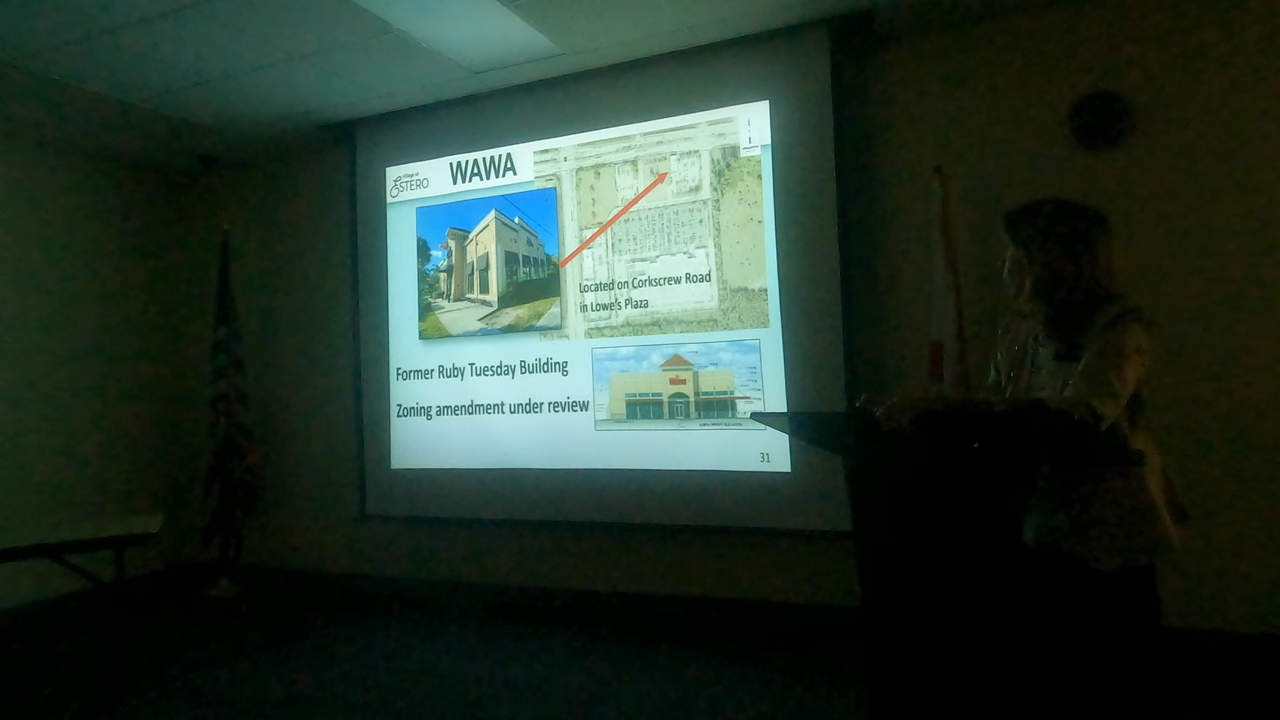 Village of
ESTERO
WAWA
Located on Corkscrew Road
in Lowe's Plaza
Former Ruby Tuesday Building
Zoning amendment under review
31